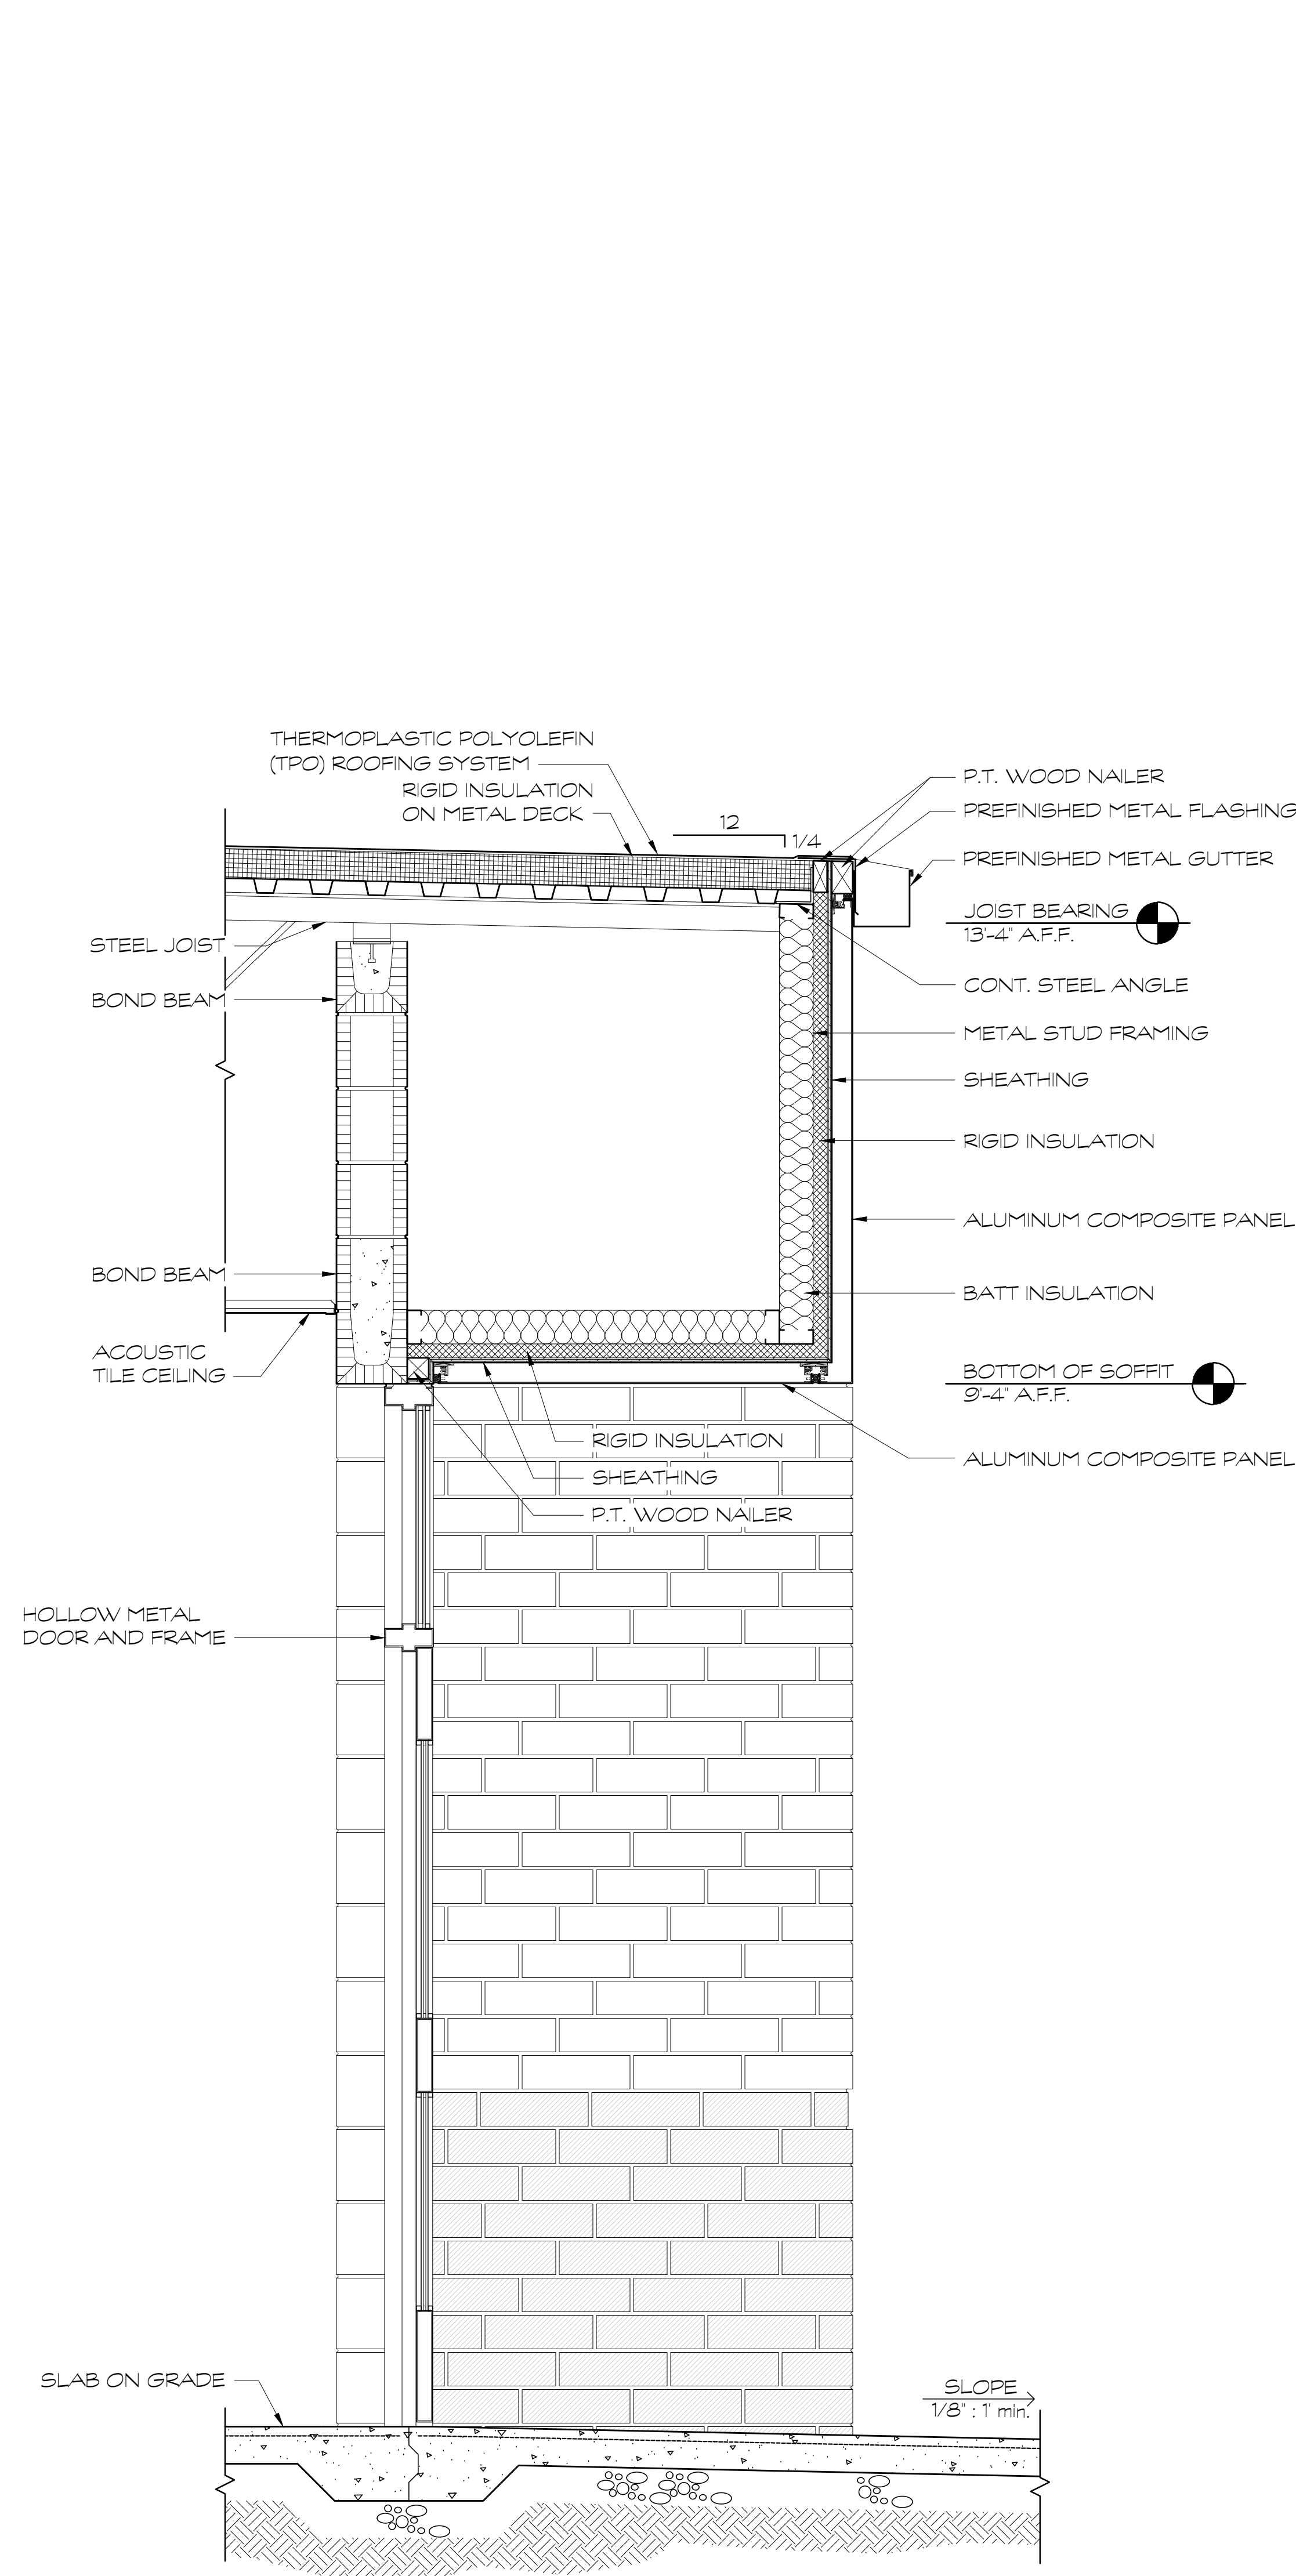 THERMOPLASTIC POLYOLEFIN
(TPO) ROOFING SYSTEM
RIGID INSULATION
ON METAL DECK
12
1/4
P.T. WOOD NAILER
PREFINISHED METAL FLASHING
PREFINISHED METAL GUTTER
JOIST BEARING
13'-4" A.F.F.
STEEL JOIST
BOND BEAM
CONT. STEEL ANGLE
METAL STUD FRAMING
SHEATHING
RIGID INSULATION
ALUMINUM COMPOSITE PANEL
BOND BEAM
BATT INSULATION
ACOUSTIC
TILE CEILING
BOTTOM OF SOFFIT
9'-4" A.F.F.
RIGID INSULATION
ALUMINUM COMPOSITE PANEL
SHEATHING
P.T. WOOD NAILER
HOLLOW METAL
DOOR AND FRAME
SLAB ON GRADE
SLOPE
1/8" : 1' min.